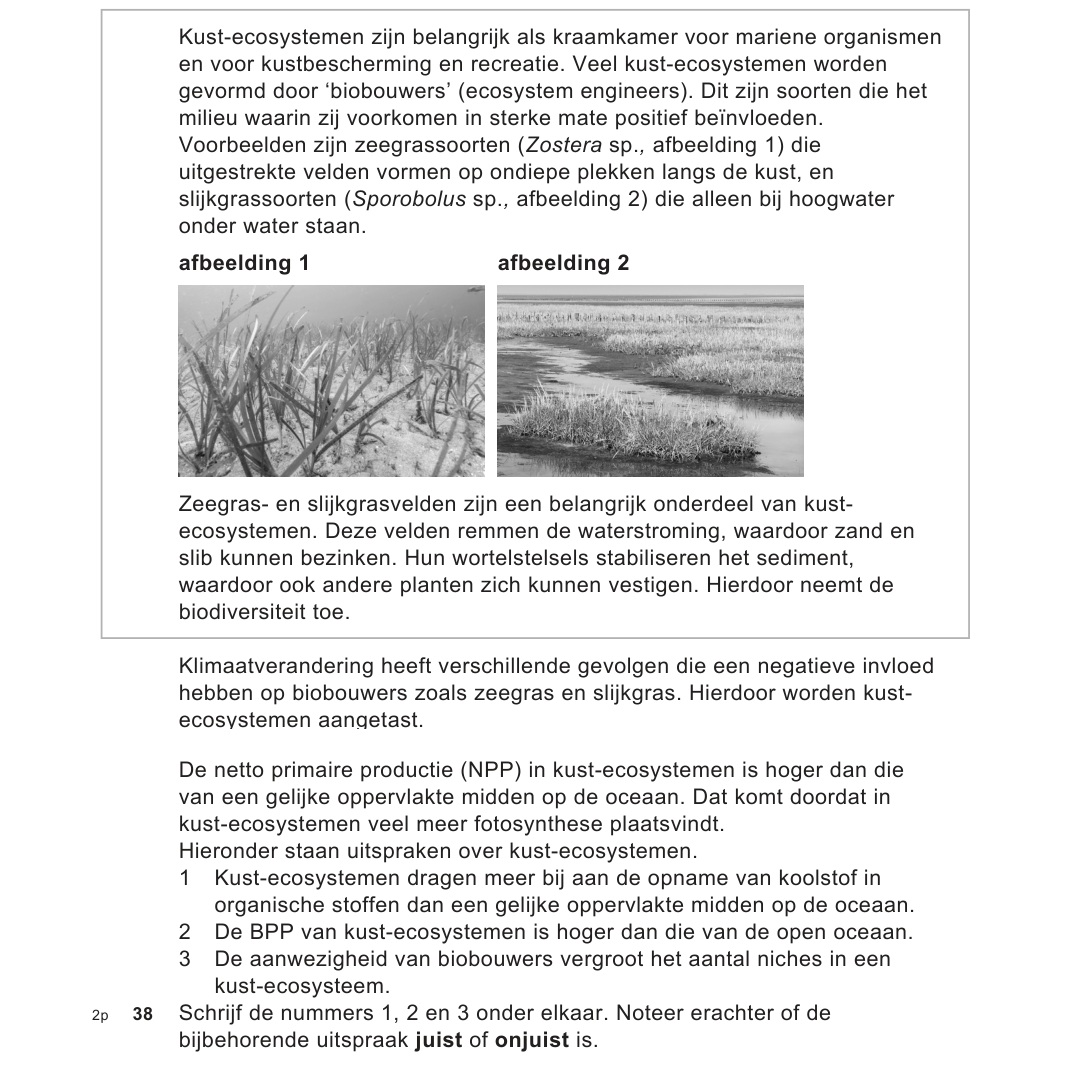 Kust-ecosystemen zijn belangrijk als kraamkamer voor mariene organismen
en voor kustbescherming en recreatie. Veel kust-ecosystemen worden
gevormd door ‘biobouwers’ (ecosystem engineers). Dit zijn soorten die het
milieu waarin zij voorkomen in sterke mate positief beïnvloeden.
Voorbeelden zijn zeegrassoorten (Zostera sp., afbeelding 1) die
uitgestrekte velden vormen op ondiepe plekken langs de kust, en
slijkgrassoorten (Sporobolus sp., afbeelding 2) die alleen bij hoogwater
onder water staan.
afbeelding 1 afbeelding 2
Zeegras- en slijkgrasvelden zijn een belangrijk onderdeel van kust-
ecosystemen. Deze velden remmen de waterstroming, waardoor zand en
slib kunnen bezinken. Hun wortelstelsels stabiliseren het sediment,
waardoor ook andere planten zich kunnen vestigen. Hierdoor neemt de
biodiversiteit toe.
Klimaatverandering heeft verschillende gevolgen die een negatieve invloed
hebben op biobouwers zoals zeegras en slijkgras. Hierdoor worden kust-
ecosystemen aangetast.
De netto primaire productie (NPP) in kust-ecosystemen is hoger dan die
van een gelijke oppervlakte midden op de oceaan. Dat komt doordat in
kust-ecosystemen veel meer fotosynthese plaatsvindt.
Hieronder staan uitspraken over kust-ecosystemen.
1 Kust-ecosystemen dragen meer bij aan de opname van koolstof in
organische stoffen dan een gelijke oppervlakte midden op de oceaan.
2 De BPP van kust-ecosystemen is hoger dan die van de open oceaan.
3 De aanwezigheid van biobouwers vergroot het aantal niches in een
kust-ecosysteem.
2p 38 Schrijf de nummers 1, 2 en 3 onder elkaar. Noteer erachter of de
bijbehorende uitspraak juist of onjuist is.